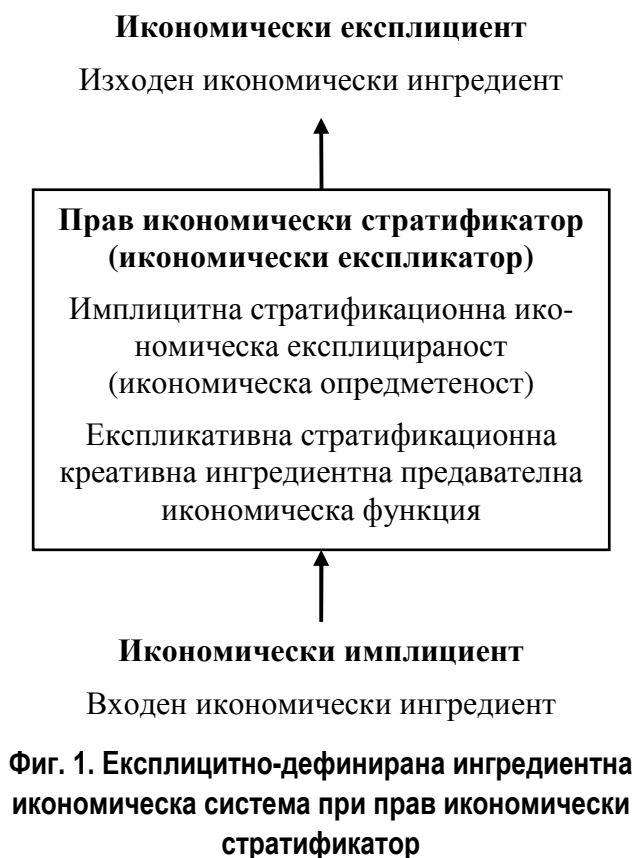 Икономически експлициент
Изходен икономически ингредиент
Прав икономически стратификатор
(икономически експликатор)
Имплицитна стратификационна ико-
номическа експлицираност
(икономическа опредметеност)
Експликативна стратификационна
креативна ингредиентна предавателна
икономическа функция
Икономически имплициент
Входен икономически ингредиент
Фиг. 1. Експлицитно-дефинирана ингредиентна
икономическа система при прав икономически
стратификатор